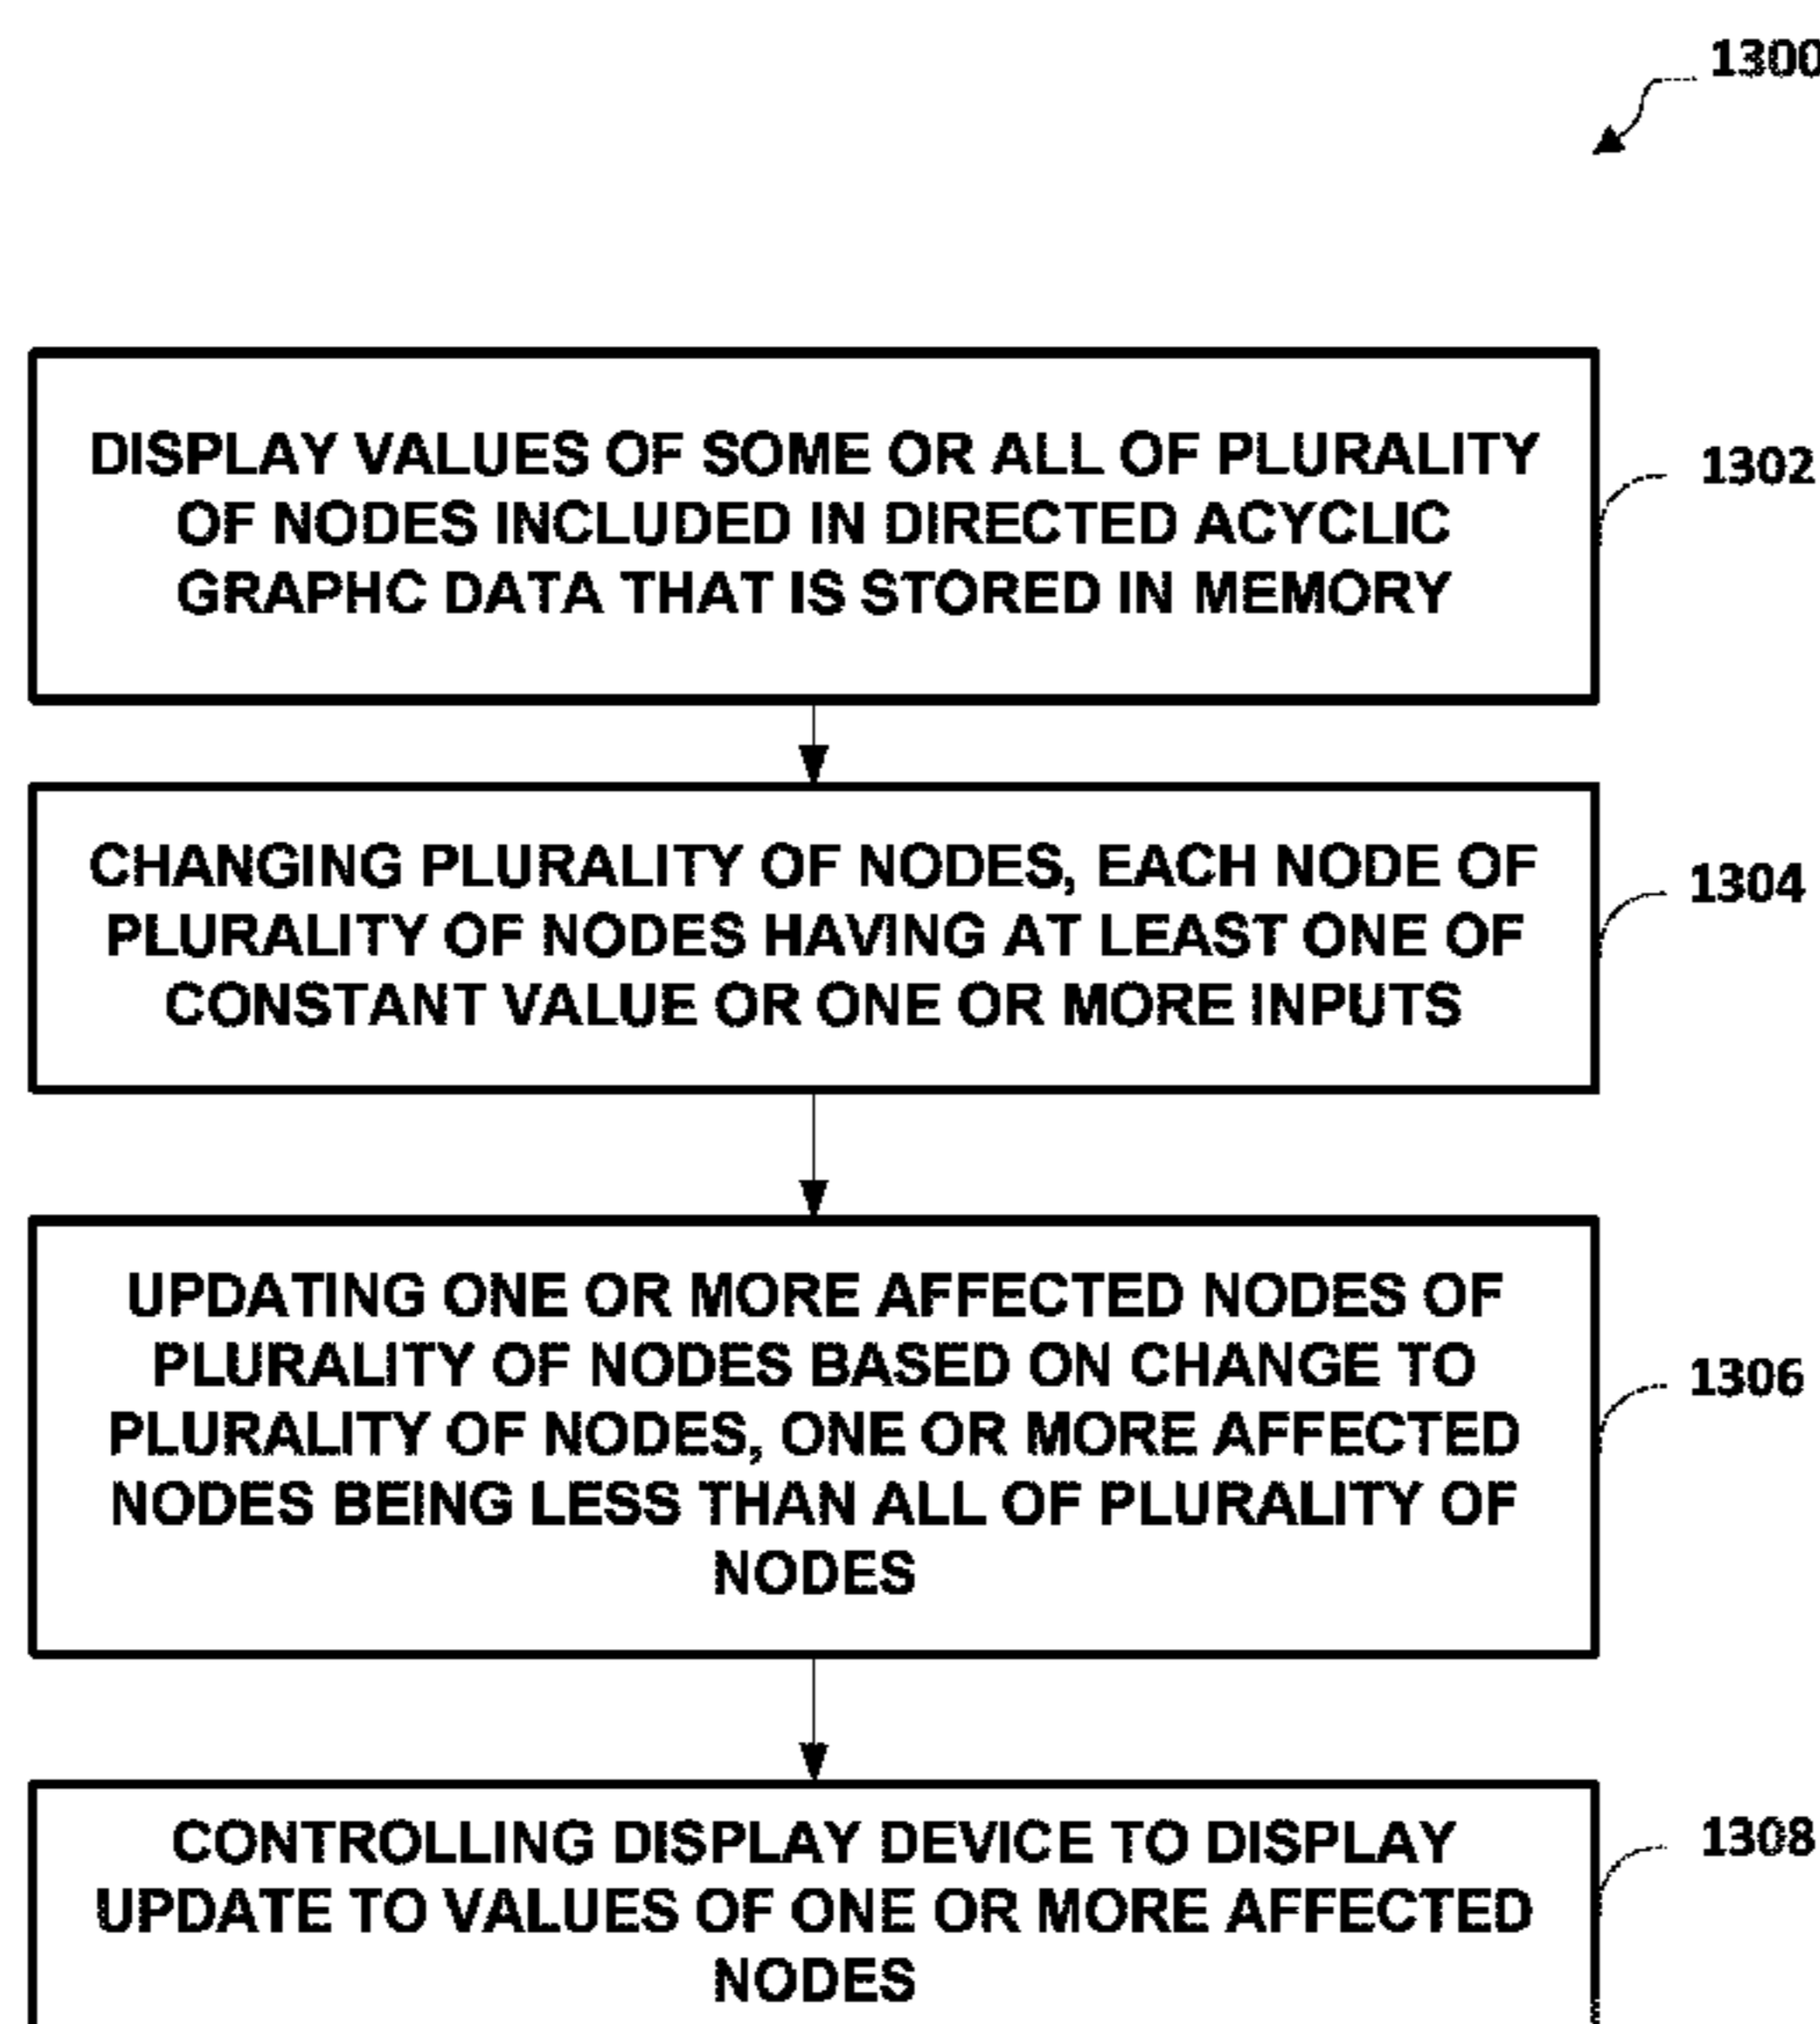 1300
DISPLAY VALUES OF SOME OR ALL OF PLURALITY
OF NODES INCLUDED IN DIRECTED ACYCLIC
GRAPHC DATA THAT IS STORED IN MEMORY
1302
CHANGING PLURALITY OF NODES, EACH NODE OF
PLURALITY OF NODES HAVING AT LEAST ONE OF
CONSTANT VALUE OR ONE OR MORE INPUTS
1304
UPDATING ONE OR MORE AFFECTED NODES OF
PLURALITY OF NODES BASED ON CHANGE TO
PLURALITY OF NODES, ONE OR MORE AFFECTED
NODES BEING LESS THAN ALL OF PLURALITY OF
NODES
1306
CONTROLLING DISPLAY DEVICE TO DISPLAY
UPDATE TO VALUES OF ONE OR MORE AFFECTED
NODES
1308